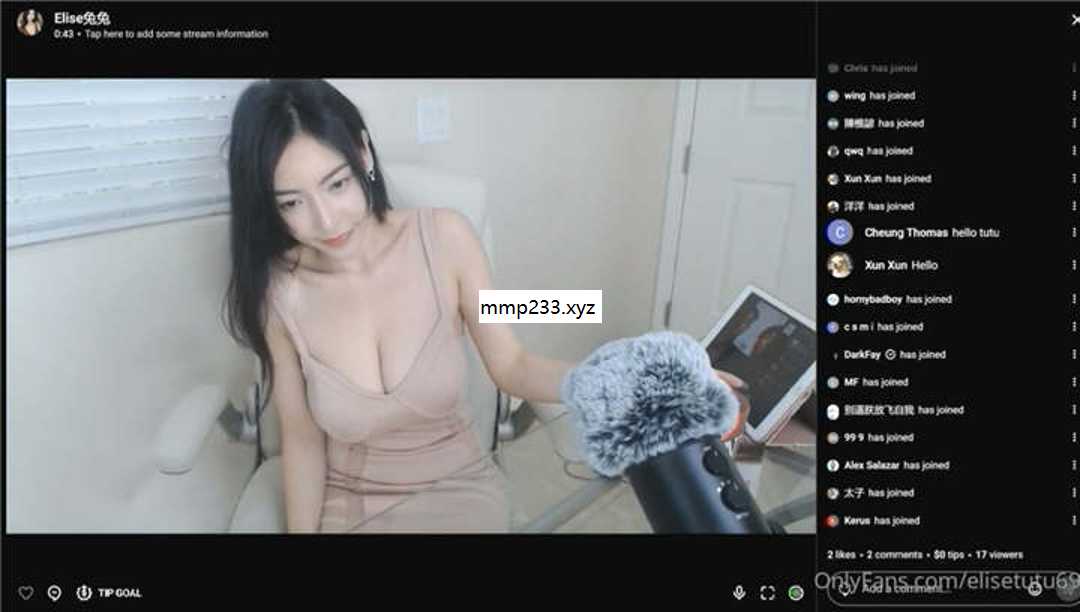 Elise兔兔
0:43 • Tap here to add some stream information
Chris has joined
wing has joined
has joined
qwq has joined
Xun Xun has joined
洋洋 has joined
C
Cheung Thomas hello tutu
Xun Xun Hello
mmp233.xyz
hornybadboy has joined
c s m i has joined
DarkFay has joined
MF has joined
放飞自我 has joined
99 9 has joined
Alex Salazar has joined
太子 has joined
Kerus has joined
2 likes • 2 comments • $0 tips • 17 viewers
OnlyFans.com/elisetutu69
Add a comment...
TIP GOAL